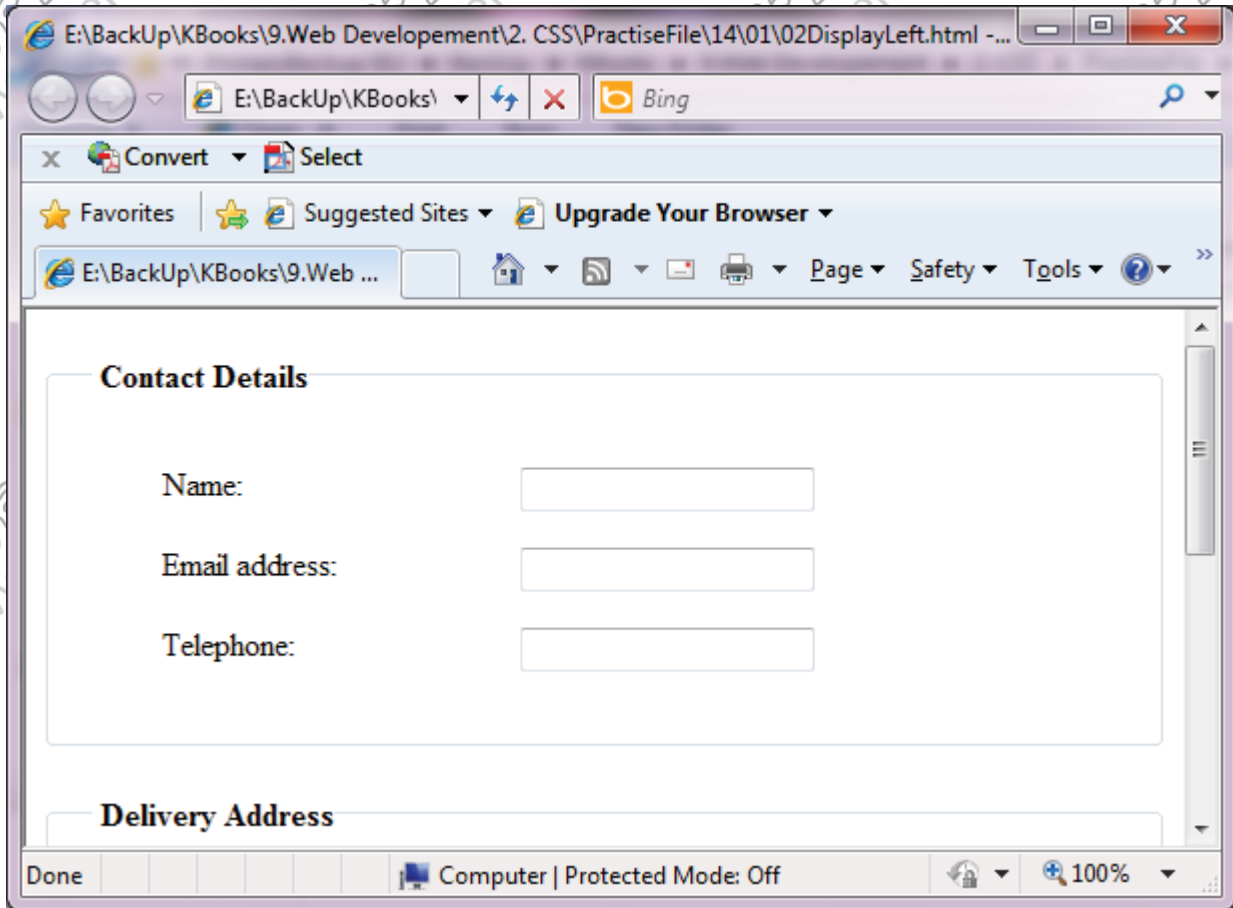 E:\BackUp\KBooks\9.Web Developement\2. CSS\PractiseFile\14\01\02DisplayLeft.html -...
E:\BackUp\KBooks\ Bing
x Convert Select
Favorites Suggested Sites Upgrade Your Browser
E:\BackUp\KBooks\9.Web ... Page Safety Tools »
Contact Details
Name:
Email address:
Telephone:
Delivery Address
Done Computer | Protected Mode: Off 100%